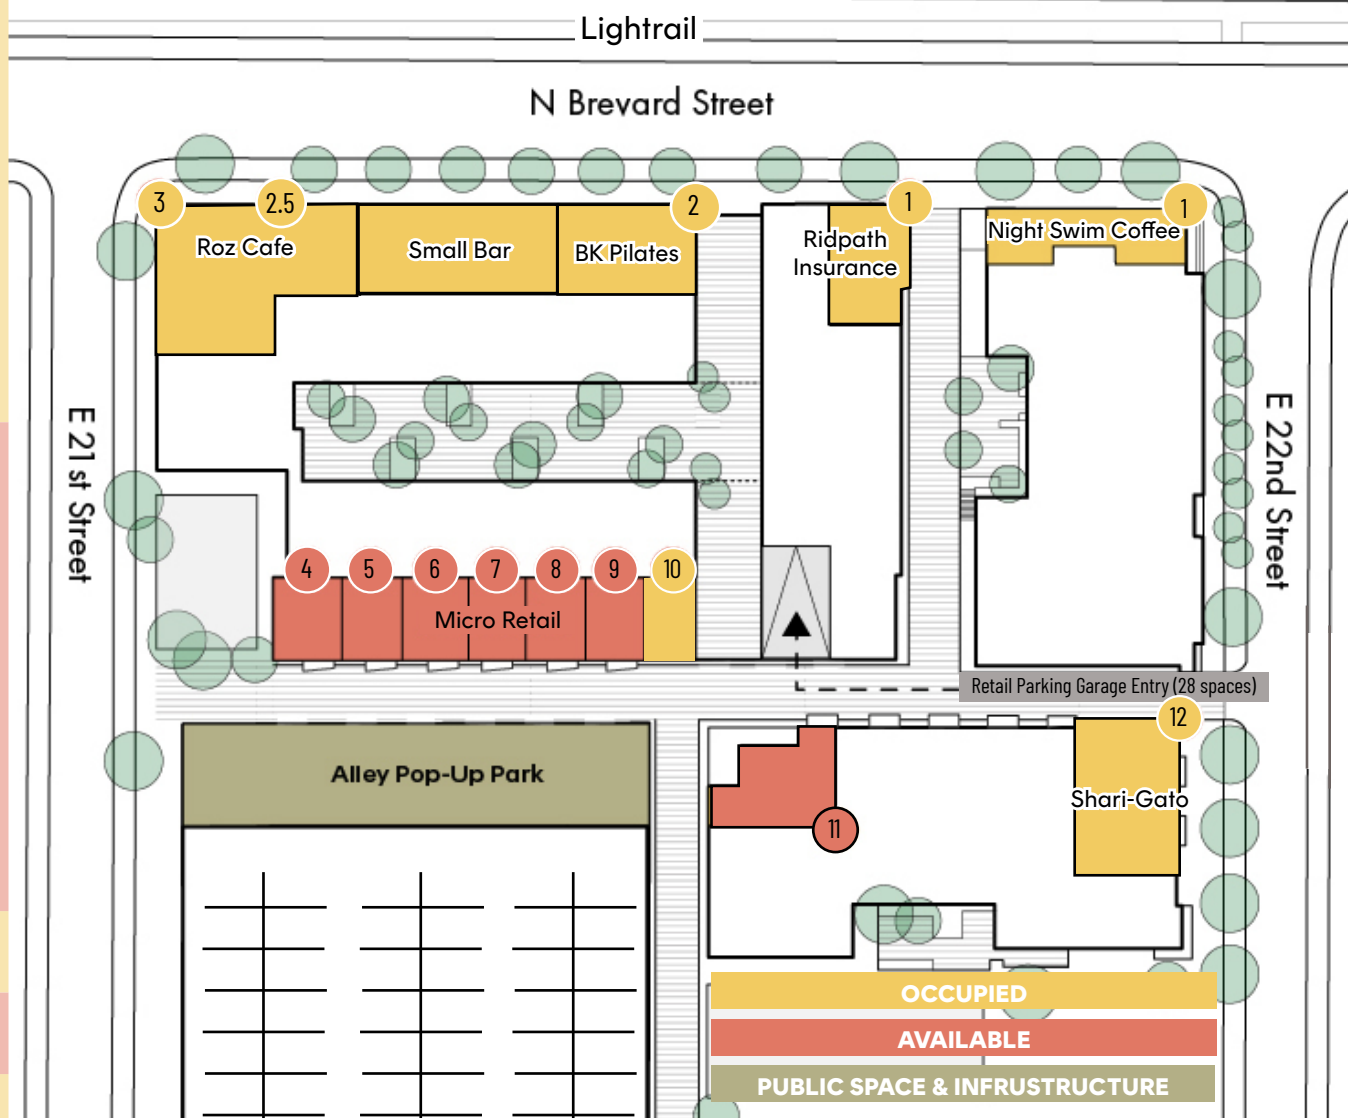 Lightrail
N Brevard Street
3
2.5
2
1
1
Roz Cafe
Small Bar
BK Pilates
Ridpath
Insurance
Night Swim Coffee
E 21 st Street
E 22nd Street
4
5
6
7
8
9
10
Micro Retail
Retail Parking Garage Entry (28 spaces)
12
Alley Pop-Up Park
Shari-Gato
11
OCCUPIED
AVAILABLE
PUBLIC SPACE & INFRUSTRUCTURE